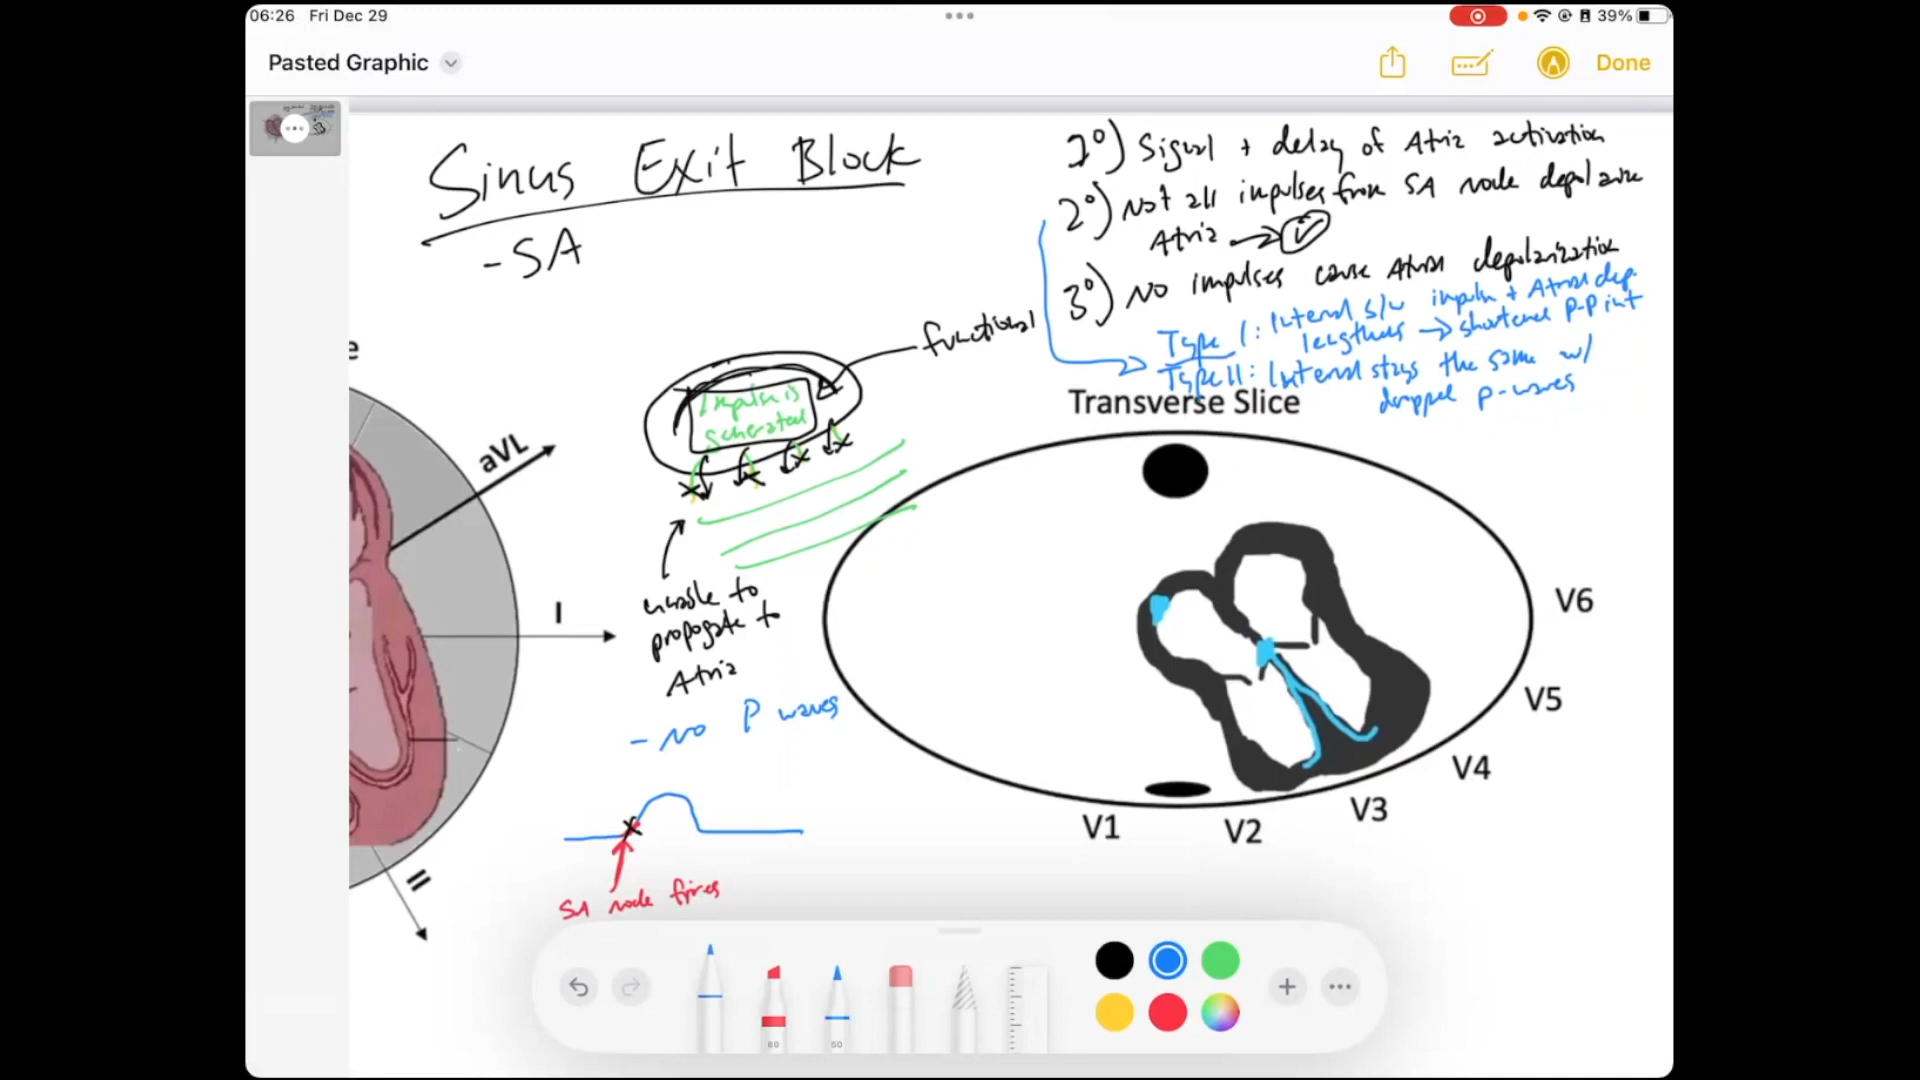 06:26 Fri Dec 29
39%
Pasted Graphic
Done
Sinus Exit Block
- SA
1°) Signal + delay of Atria activation
2°) Not all impulses from SA node depolarize
Atria →
3°) No impulses cause Atrial depolarization
Type I: Interval b/w impulse + Atrial dep.
lengthens → shortened P-P int
Type II: Interval stays the same w/
dropped p-waves
functional
Impulse is
generated
unable to
propogate to
Atria
- no P waves
SA node fires
e
aVL
I
II
Transverse Slice
V6
V5
V4
V3
V2
V1
80
50